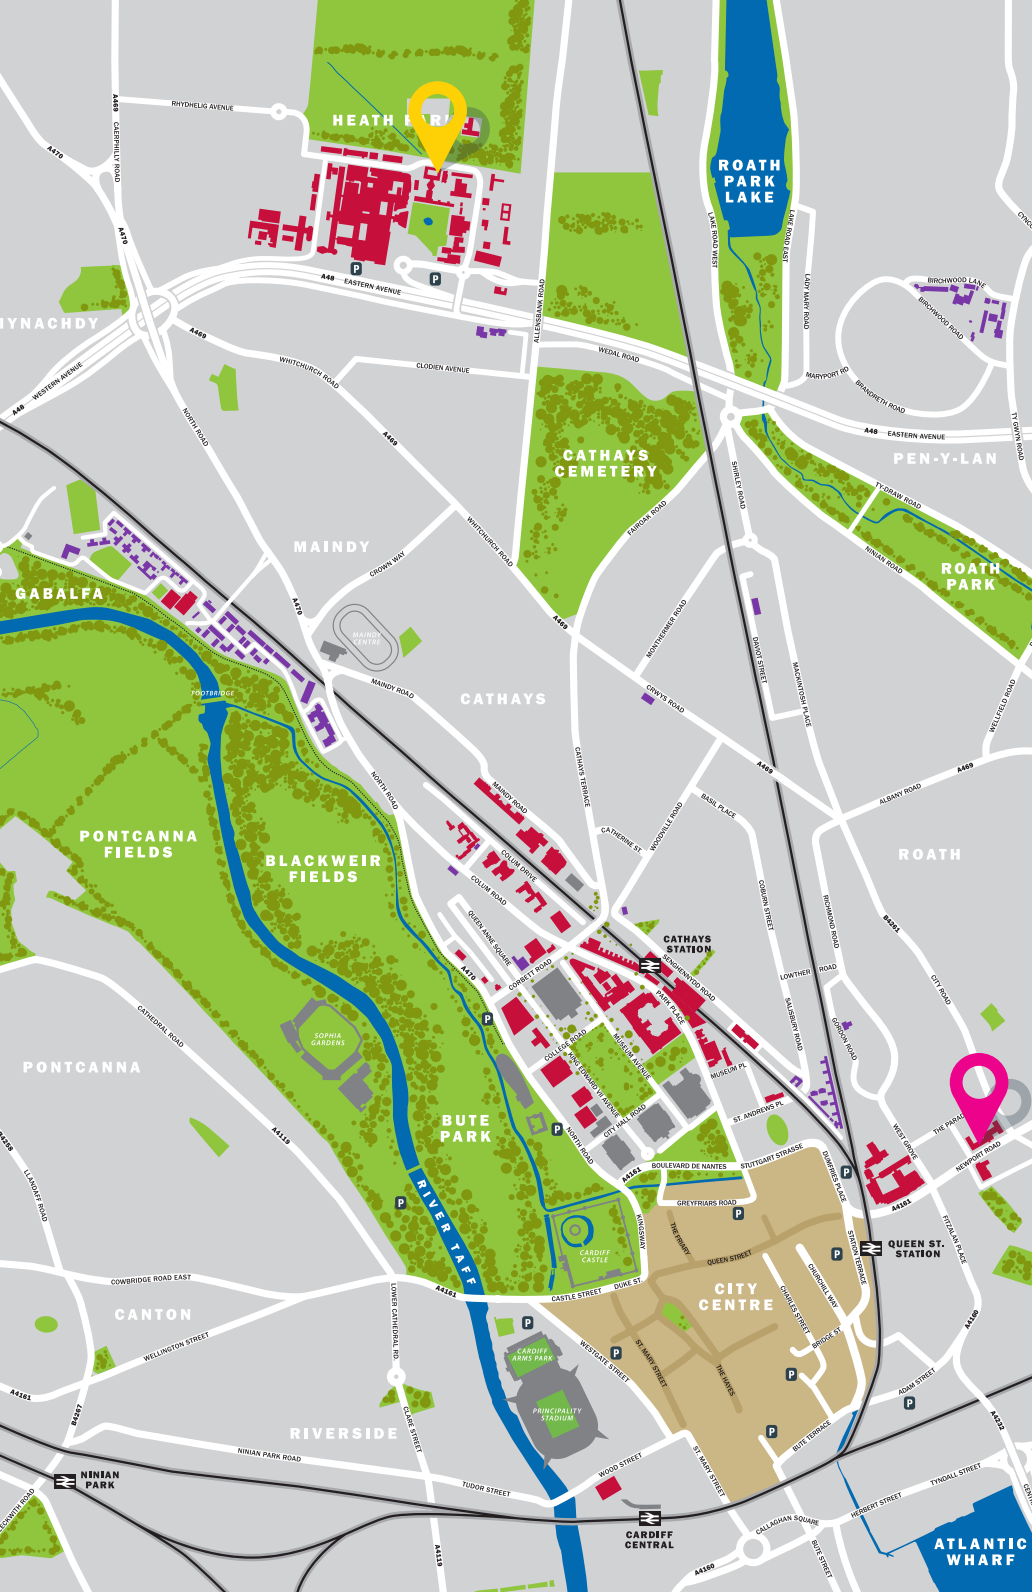 RHYDHELIG AVENUE
A469
CAERPHILLY ROAD
A470
HEATH PARK
ROATH
PARK
LAKE
LAKE ROAD WEST
LAKE ROAD EAST
LADY MARY ROAD
A470
P
P
A48
EASTERN AVENUE
ALLENSBANK ROAD
BIRCHWOOD LANE
BIRCHWOOD ROAD
YNACHDY
A469
WHITCHURCH ROAD
CLODIEN AVENUE
WEDAL ROAD
MARYPORT RD
BRANDRETH ROAD
A48
WESTERN AVENUE
NORTH ROAD
A469
A48
EASTERN AVENUE
TY GWYN ROAD
PEN-Y-LAN
CATHAYS
CEMETERY
SHIRLEY ROAD
TY-DRAW ROAD
FAIROAK ROAD
WHITCHURCH ROAD
MAINDY
CROWN WAY
NINIAN ROAD
ROATH
PARK
GABALFA
A470
A469
MAINDY
CENTRE
MONTHERMER ROAD
DAVIOT STREET
MACKINTOSH PLACE
FOOTBRIDGE
MAINDY ROAD
CATHAYS
CRWYS ROAD
WELLFIELD ROAD
CATHAYS TERRACE
A469
A469
NORTH ROAD
MAINDY ROAD
BASIL PLACE
ALBANY ROAD
WOODVILLE ROAD
CATHERINE ST
PONTCANNA
FIELDS
BLACKWEIR
FIELDS
COLUM DRIVE
COLUM ROAD
ROATH
COBURN STREET
RICHMOND ROAD
B4261
QUEEN ANNE SQUARE
CATHAYS
STATION
A470
CORBETT ROAD
SENGHENNYDD ROAD
LOWTHER ROAD
CITY ROAD
PARK PLACE
SALISBURY ROAD
GORDON ROAD
CATHEDRAL ROAD
P
SOPHIA
GARDENS
COLLEGE ROAD
MUSEUM AVENUE
KING EDWARD VII AVENUE
MUSEUM PL
PONTCANNA
ST. ANDREWS PL
BUTE
PARK
P
CITY HALL ROAD
NORTH ROAD
THE PARADE
WEST GROVE
NEWPORT ROAD
A4119
B4258
LLANDAFF ROAD
A4161
BOULEVARD DE NANTES
STUTTGART STRASSE
DUMFRIES PLACE
P
A4161
P
RIVER TAFF
GREYFRIARS ROAD
P
KINGSWAY
THE FRIARY
QUEEN STREET
FITZALAN PLACE
STATION TERRACE
P
QUEEN ST.
STATION
CARDIFF
CASTLE
CITY
CENTRE
CHURCHILL WAY
CHARLES STREET
COWBRIDGE ROAD EAST
A4161
CASTLE STREET
DUKE ST.
CANTON
LOWER CATHEDRAL RD
P
BRIDGE ST
A4160
WELLINGTON STREET
CARDIFF
ARMS PARK
WESTGATE STREET
P
ST. MARY STREET
THE HAYES
P
ADAM STREET
P
A4161
B4267
CLARE STREET
PRINCIPALITY
STADIUM
A4232
RIVERSIDE
P
BUTE TERRACE
NINIAN PARK ROAD
TUDOR STREET
WOOD STREET
ST. MARY STREET
NINIAN
PARK
TYNDALL STREET
HERBERT STREET
CALLAGHAN SQUARE
CARDIFF
CENTRAL
A4119
A4160
BUTE STREET
ATLANTIC
WHARF